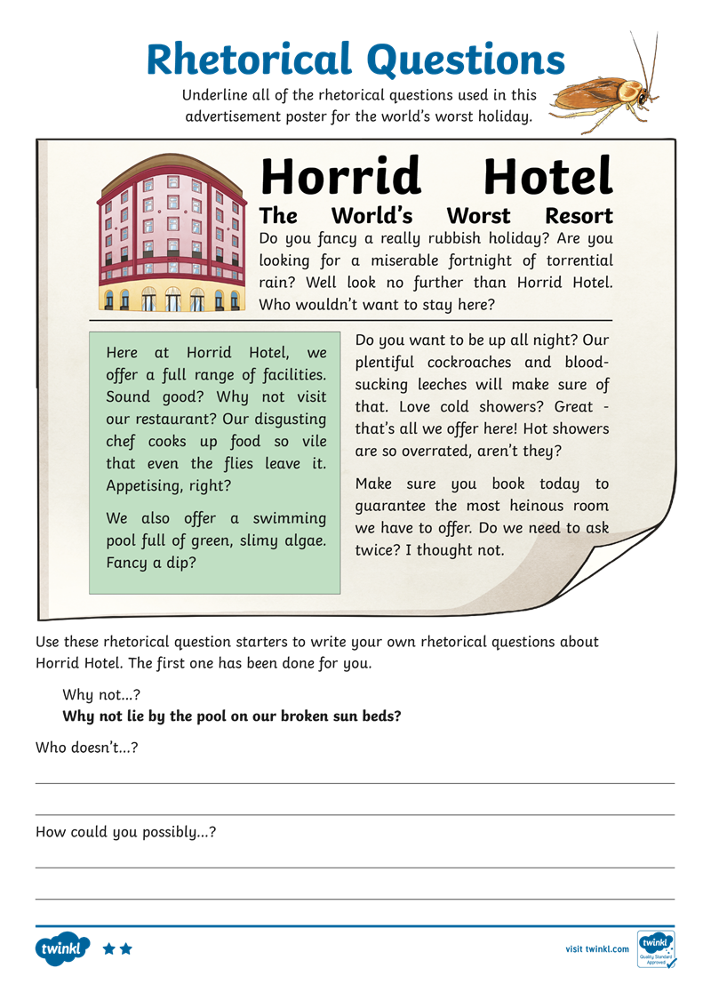 Rhetorical Questions
Underline all of the rhetorical questions used in this
advertisement poster for the world's worst holiday.
Horrid Hotel
The World's Worst Resort
Do you fancy a really rubbish holiday? Are you
looking for a miserable fortnight of torrential
rain? Well look no further than Horrid Hotel.
Who wouldn't want to stay here?
Here at Horrid Hotel, we
offer a full range of facilities.
Sound good? Why not visit
our restaurant? Our disgusting
chef cooks up food so vile
that even the flies leave it.
Appetising, right?
We also offer a swimming
pool full of green, slimy algae.
Fancy a dip?
Do you want to be up all night? Our
plentiful cockroaches and blood-
sucking leeches will make sure of
that. Love cold showers? Great -
that's all we offer here! Hot showers
are so overrated, aren't they?
Make sure you book today to
guarantee the most heinous room
we have to offer. Do we need to ask
twice? I thought not.
Use these rhetorical question starters to write your own rhetorical questions about
Horrid Hotel. The first one has been done for you.
Why not...?
Why not lie by the pool on our broken sun beds?
Who doesn't...?
How could you possibly...?
twinkl
visit twinkl.com
twinkl
Quality Standard
Approved